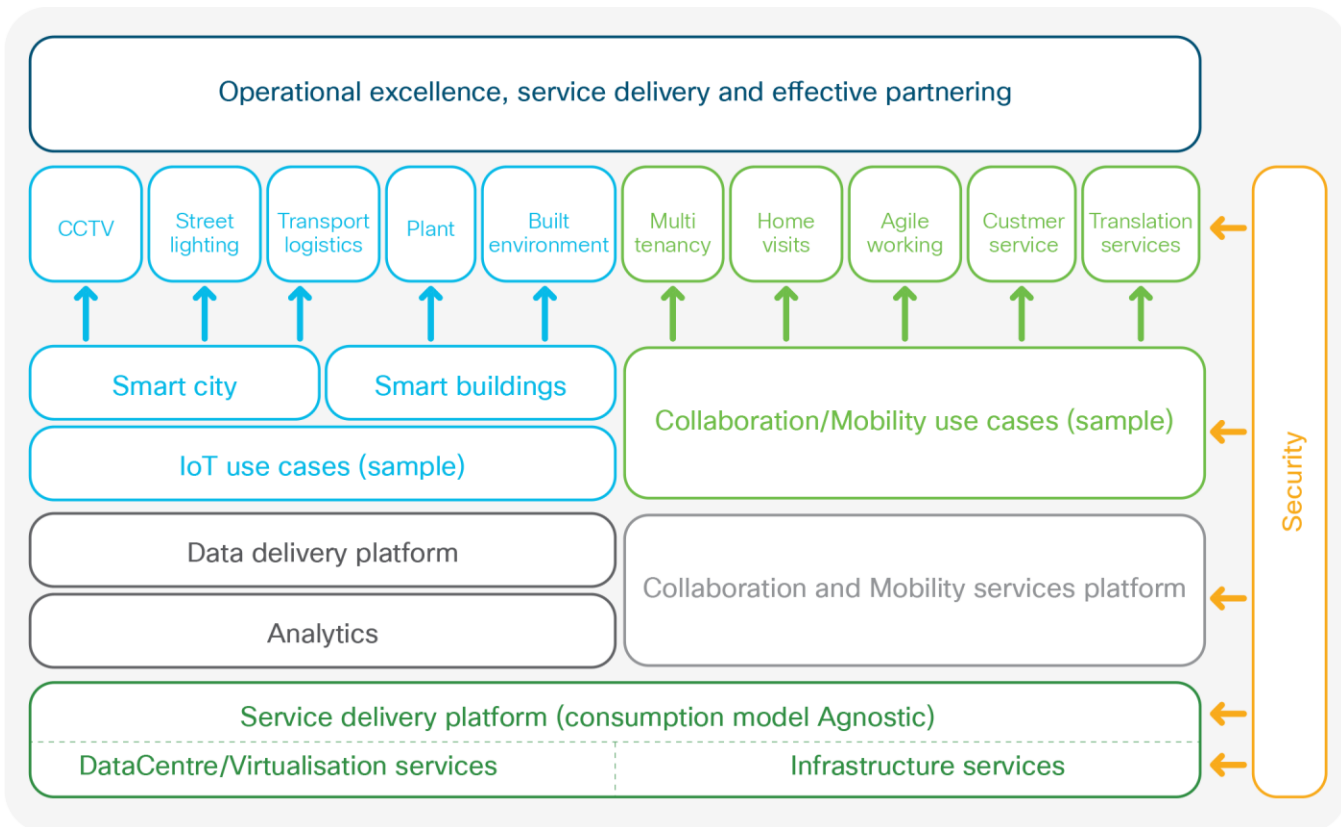 Operational excellence, service delivery and effective partnering
CCTV
Street
lighting
Transport
logistics
Plant
Built
environment
Multi
tenancy
Home
visits
Agile
working
Custmer
service
Translation
services
Smart city
Smart buildings
IoT use cases (sample)
Collaboration/Mobility use cases (sample)
Data delivery platform
Analytics
Collaboration and Mobility services platform
Service delivery platform (consumption model Agnostic)
DataCentre/Virtualisation services
Infrastructure services
Security